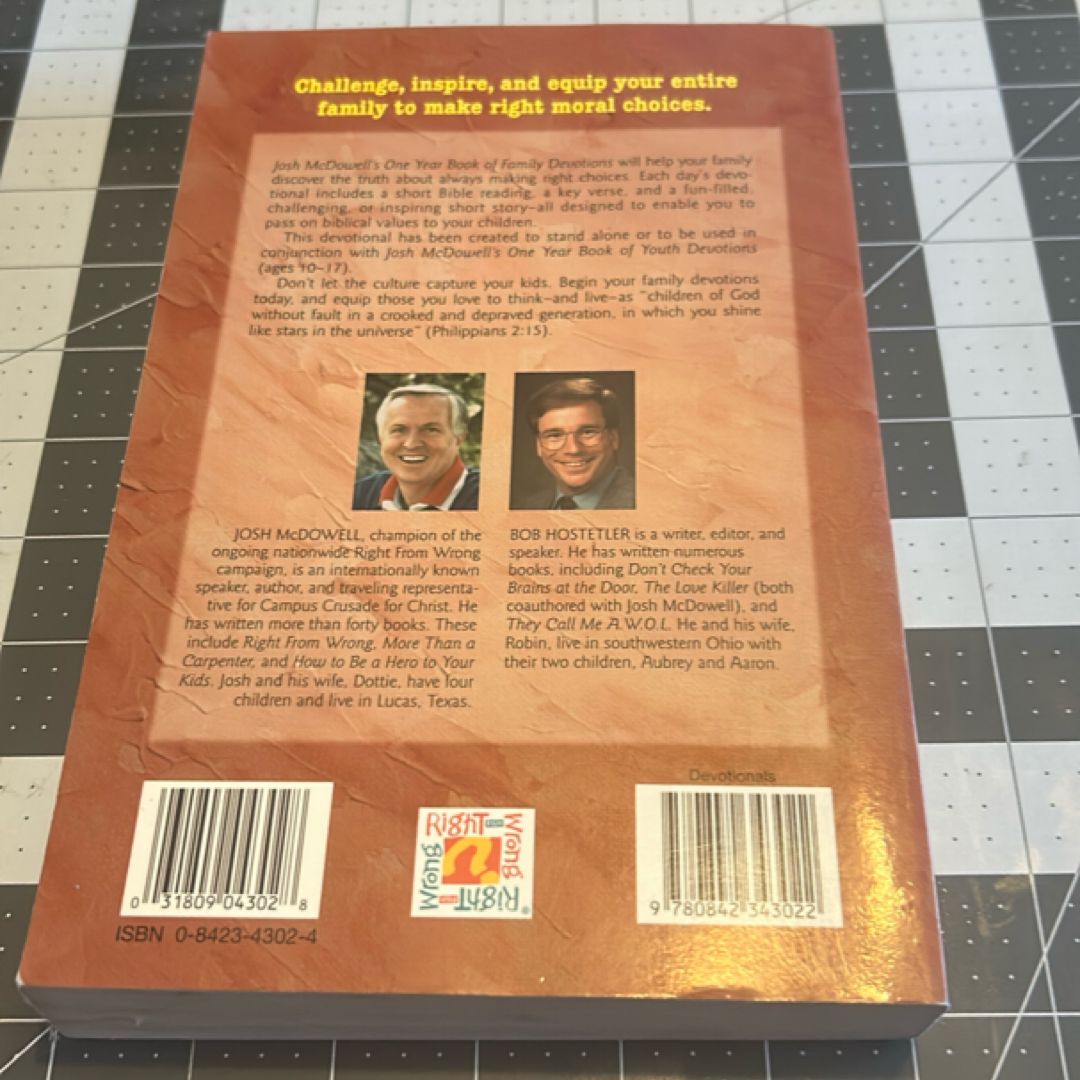 Challenge, inspire, and equip your entire
family to make right moral choices.
Josh McDowell's One Year Book of Family Devotions will help your family
discover the truth about always making right choices. Each day's devo-
tional includes a short Bible reading, a key verse, and a fun-filled,
challenging, or inspiring short story—all designed to enable you to
pass on biblical values to your children.
This devotional has been created to stand alone or to be used in
conjunction with Josh McDowell's One Year Book of Youth Devotions
(ages 10–17).
Don't let the culture capture your kids. Begin your family devotions
today, and equip those you love to think—and live—as "children of God
without fault in a crooked and depraved generation, in which you shine
like stars in the universe" (Philippians 2:15).
JOSH McDOWELL, champion of the
ongoing nationwide Right From Wrong
campaign, is an internationally known
speaker, author, and traveling representa-
tive for Campus Crusade for Christ. He
has written more than forty books. These
include Right From Wrong, More Than a
Carpenter, and How to Be a Hero to Your
Kids. Josh and his wife, Dottie, have four
children and live in Lucas, Texas.
BOB HOSTETLER is a writer, editor, and
speaker. He has written numerous
books, including Don't Check Your
Brains at the Door, The Love Killer (both
coauthored with Josh McDowell), and
They Call Me A.W.O.L. He and his wife,
Robin, live in southwestern Ohio with
their two children, Aubrey and Aaron.
Devotionals
0 31809 04302 8
ISBN 0-8423-4302-4
Right
Wrong
Right
Wrong
?
®
9 780842 343022